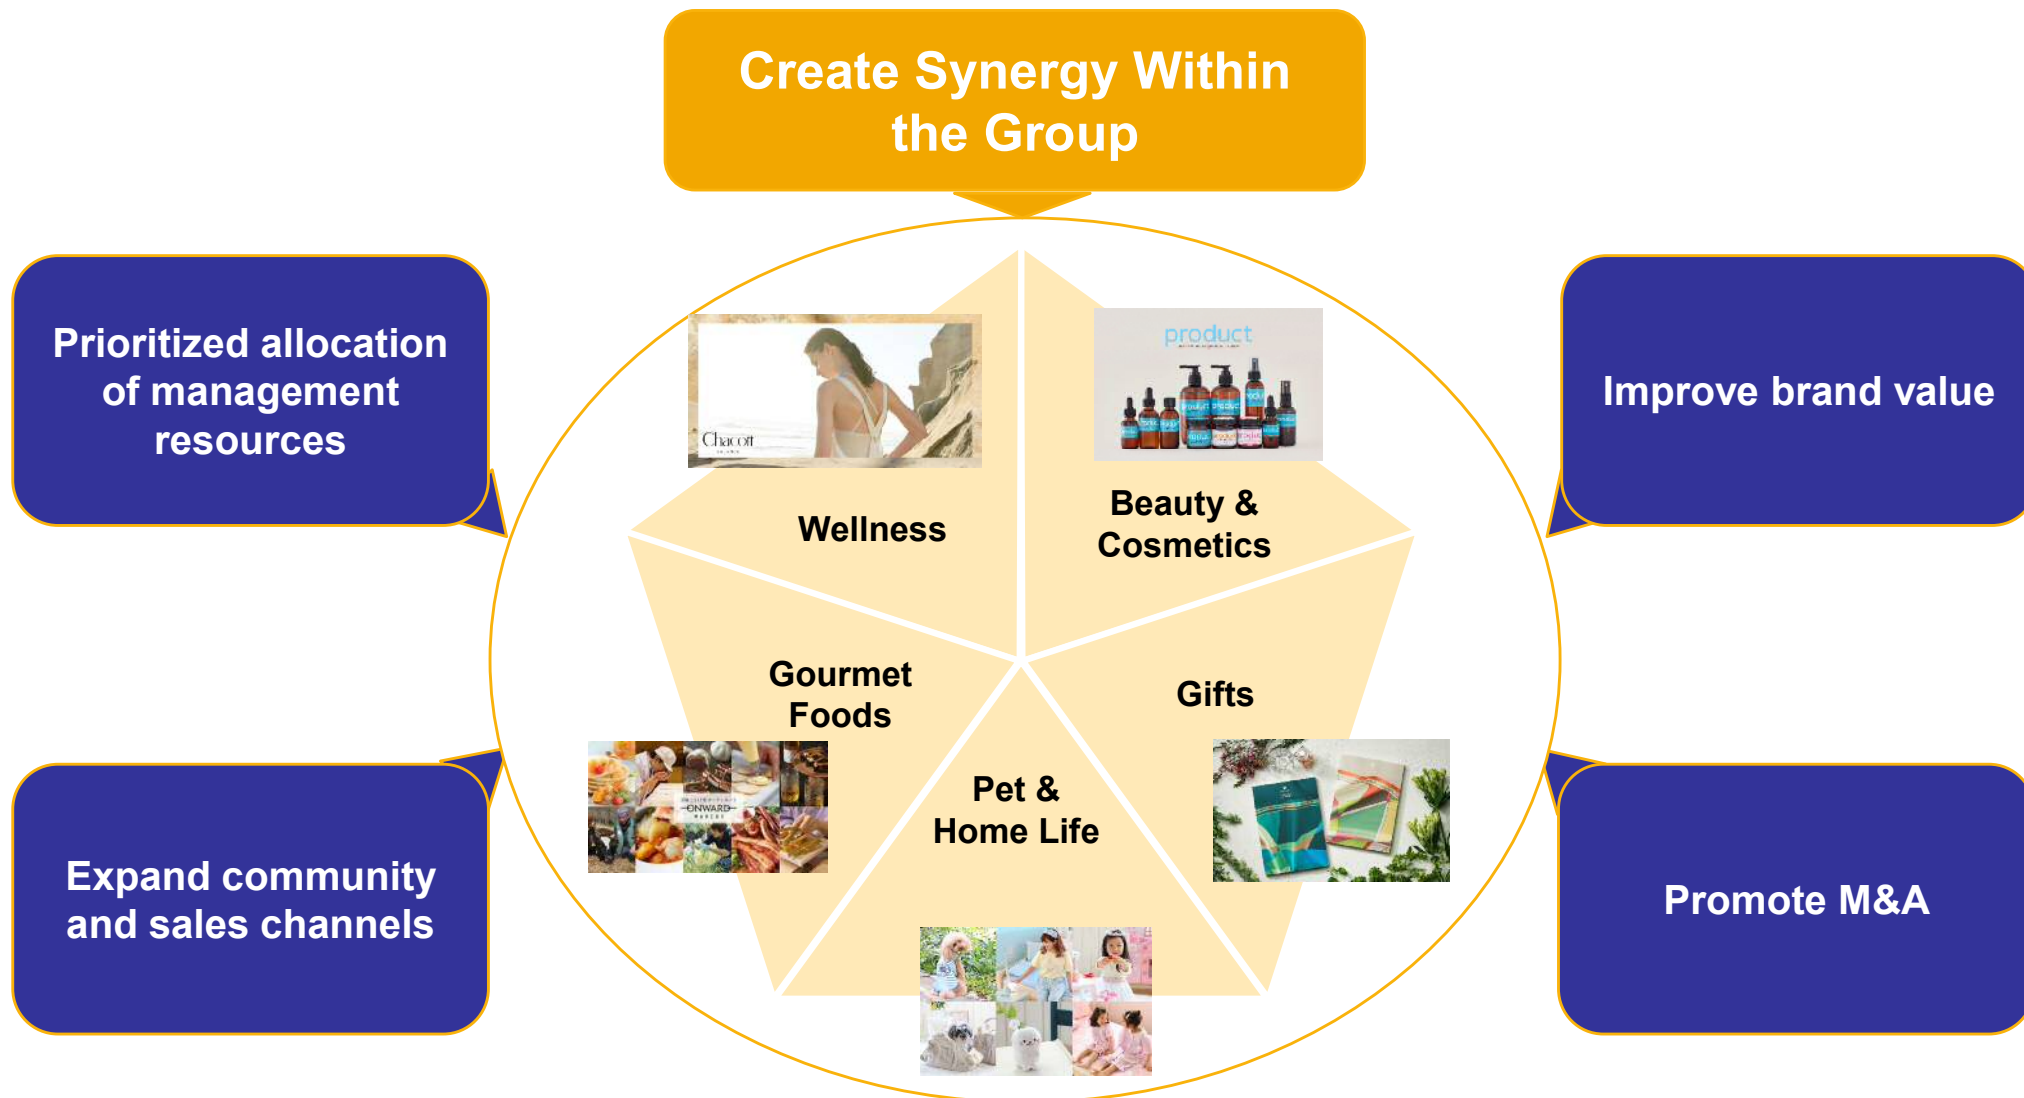 Create Synergy Within
the Group
Prioritized allocation
of management
resources
Improve brand value
product
Chacott
Wellness
Beauty &
Cosmetics
Gourmet
Foods
Gifts
ONWARD
Pet &
Home Life
Expand community
and sales channels
Promote M&A